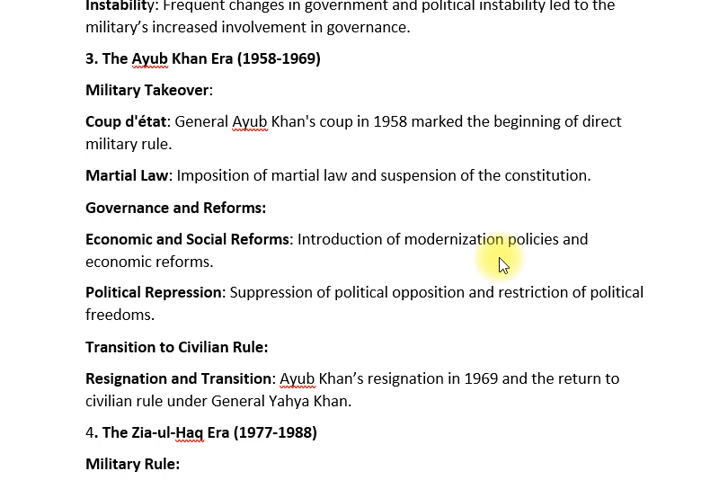 Instability: Frequent changes in government and political instability led to the
military’s increased involvement in governance.
3. The Ayub Khan Era (1958-1969)
Military Takeover:
Coup d'état: General Ayub Khan's coup in 1958 marked the beginning of direct
military rule.
Martial Law: Imposition of martial law and suspension of the constitution.
Governance and Reforms:
Economic and Social Reforms: Introduction of modernization policies and
economic reforms.
Political Repression: Suppression of political opposition and restriction of political
freedoms.
Transition to Civilian Rule:
Resignation and Transition: Ayub Khan’s resignation in 1969 and the return to
civilian rule under General Yahya Khan.
4. The Zia-ul-Haq Era (1977-1988)
Military Rule: